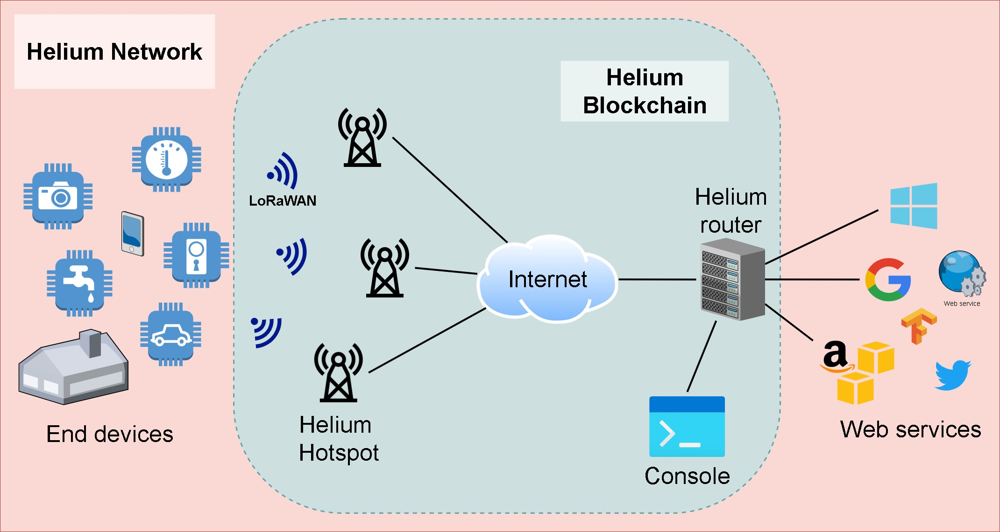 Helium Network
Helium
Blockchain
LoRaWAN
Helium
router
Internet
Web service
a
End devices
Helium
Hotspot
Console
Web services